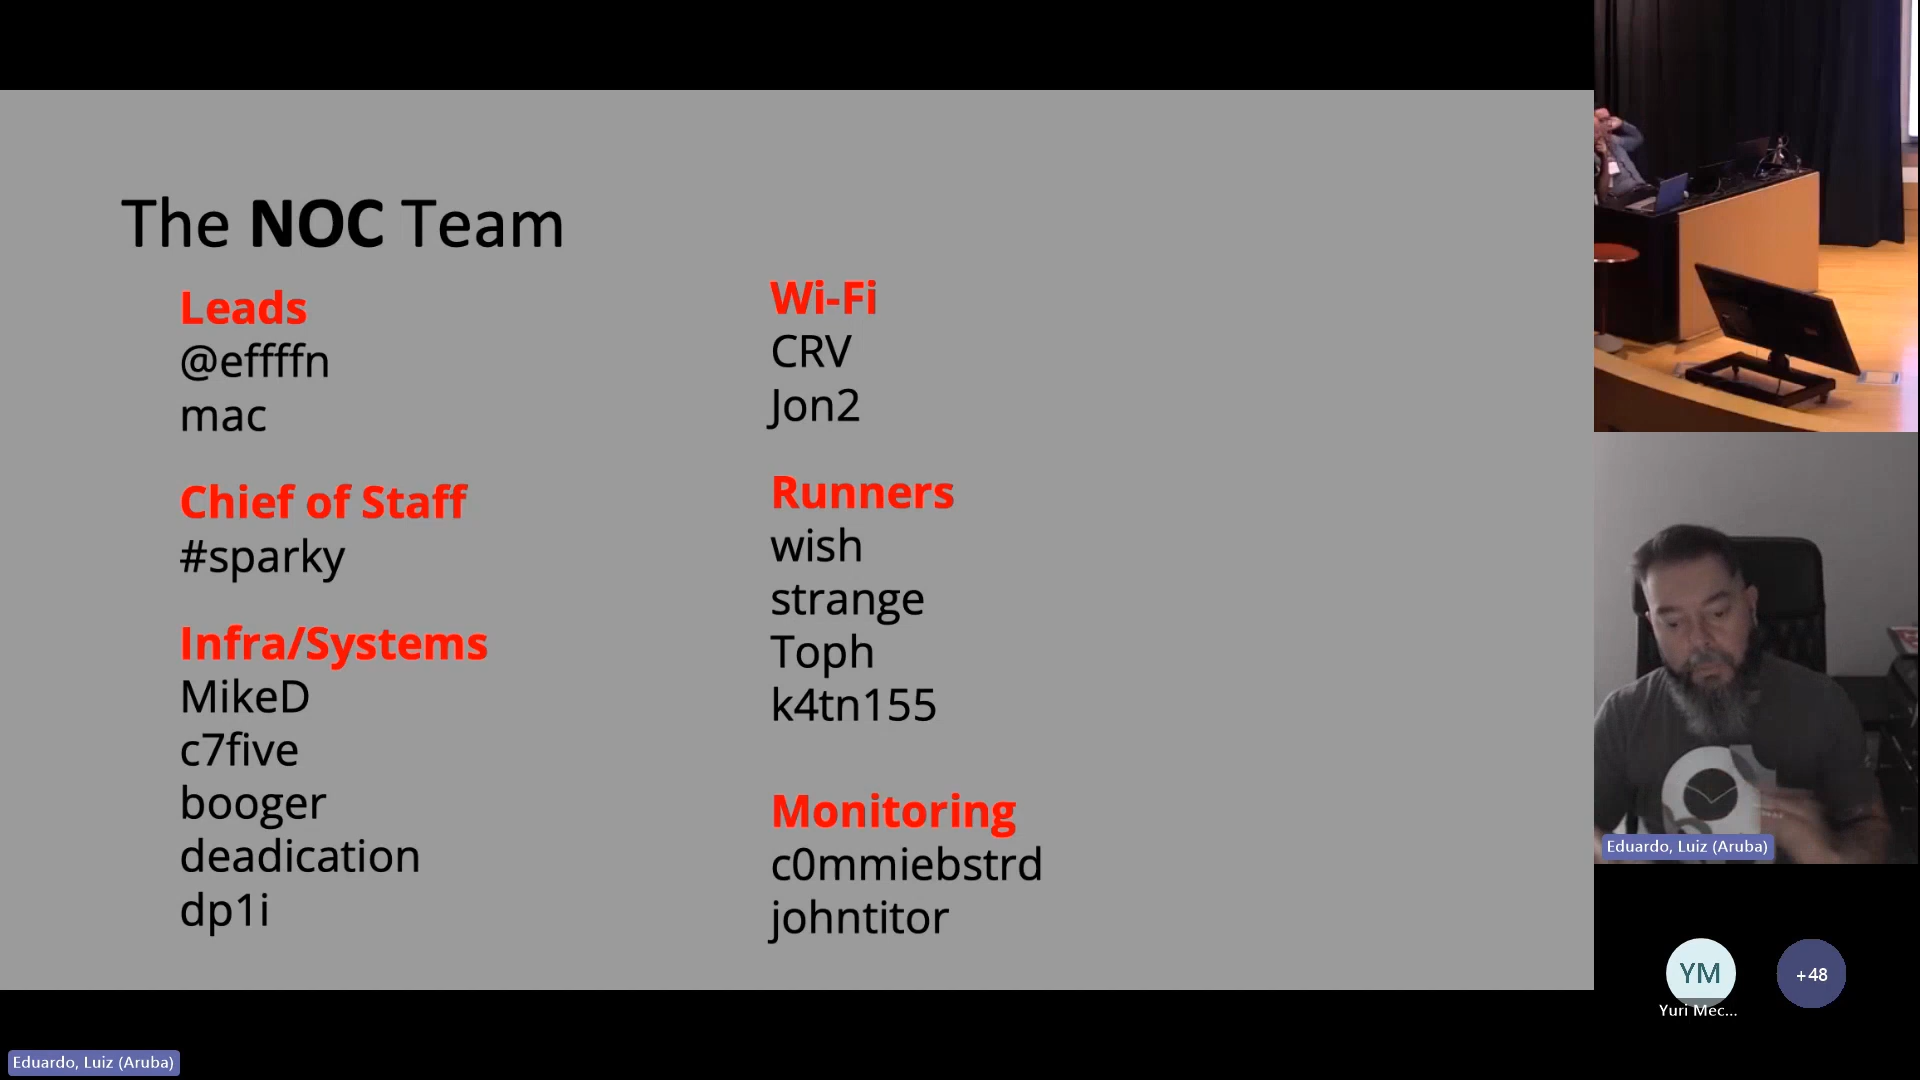 The NOC Team
Leads
@effffn
mac
Chief of Staff
#sparky
Infra/Systems
MikeD
c7five
booger
deadication
dp1i
Wi-Fi
CRV
Jon2
Runners
wish
strange
Toph
k4tn155
Monitoring
c0mmiebstrd
johntitor
Eduardo, Luiz (Aruba)
YM
+48
Yuri Mec...
Eduardo, Luiz (Aruba)